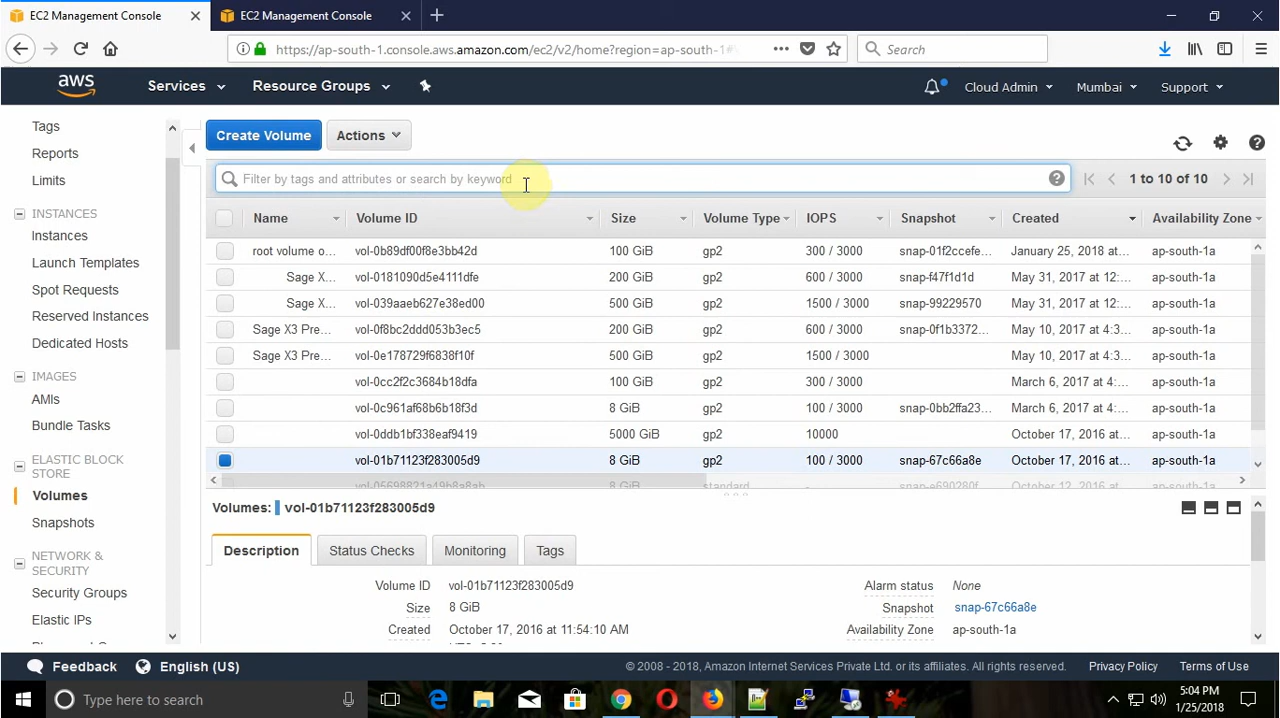 EC2 Management Console
EC2 Management Console
https://ap-south-1.console.aws.amazon.com/ec2/v2/home?region=ap-south-1#
Search
aws
Services
Resource Groups
Cloud Admin
Mumbai
Support
Tags
Reports
Limits
INSTANCES
Instances
Launch Templates
Spot Requests
Reserved Instances
Dedicated Hosts
IMAGES
AMIs
Bundle Tasks
ELASTIC BLOCK
STORE
Volumes
Snapshots
NETWORK &
SECURITY
Security Groups
Elastic IPs
Create Volume
Actions
Filter by tags and attributes or search by keyword
1 to 10 of 10
Name Volume ID Size Volume Type IOPS Snapshot Created Availability Zone
root volume o... vol-0b89df00f8e3bb42d 100 GiB gp2 300 / 3000 snap-01f2ccefe... January 25, 2018 at ... ap-south-1a
Sage X... vol-0181090d5e4111dfe 200 GiB gp2 600 / 3000 snap-f47f1d1d May 31, 2017 at 12:... ap-south-1a
Sage X... vol-039aaeb627e38ed00 500 GiB gp2 1500 / 3000 snap-99229570 May 31, 2017 at 12:... ap-south-1a
Sage X3 Pre... vol-0f8bc2ddd053b3ec5 200 GiB gp2 600 / 3000 snap-0f1b3372... May 10, 2017 at 4:3... ap-south-1a
Sage X3 Pre... vol-0e178729f6838f10f 500 GiB gp2 1500 / 3000 May 10, 2017 at 4:3... ap-south-1a
vol-0cc2f2c3684b18dfa 100 GiB gp2 300 / 3000 March 6, 2017 at 4:... ap-south-1a
vol-0c961af68b6b18f3d 8 GiB gp2 100 / 3000 snap-0bb2ffa23... March 6, 2017 at 4:... ap-south-1a
vol-0ddb1bf338eaf9419 5000 GiB gp2 10000 October 17, 2016 at... ap-south-1a
vol-01b71123f283005d9 8 GiB gp2 100 / 3000 snap-67c66a8e October 17, 2016 at... ap-south-1a
vol-05698821a49b8a8ab 8 GiB standard - snap-e690280f October 12, 2016 at... ap-south-1a
Volumes: vol-01b71123f283005d9
Description
Status Checks
Monitoring
Tags
Volume ID vol-01b71123f283005d9 Alarm status None
Size 8 GiB Snapshot snap-67c66a8e
Created October 17, 2016 at 11:54:10 AM Availability Zone ap-south-1a
Feedback
English (US)
© 2008 - 2018, Amazon Internet Services Private Ltd. or its affiliates. All rights reserved.
Privacy Policy
Terms of Use
Type here to search
5:04 PM
1/25/2018